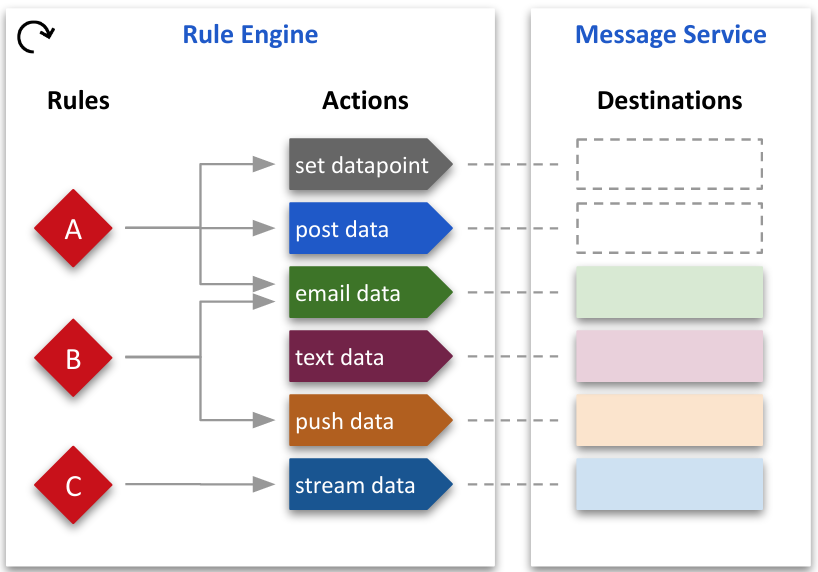 Rule Engine
Message Service
Rules
Actions
Destinations
set datapoint
A
post data
email data
B
text data
push data
C
stream data